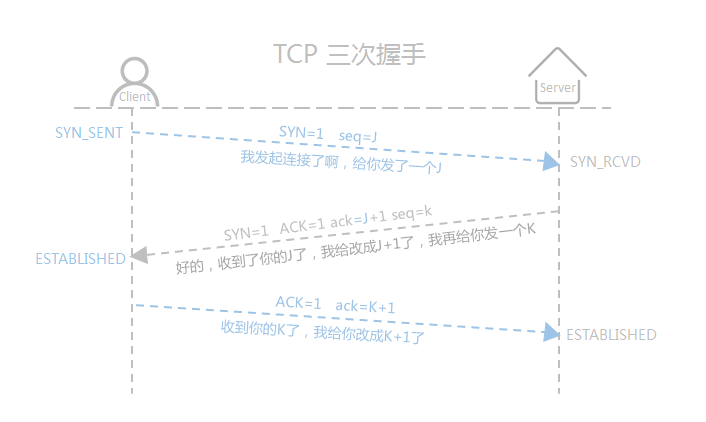 TCP 三次握手
Client
Server
SYN_SENT
SYN=1 seq=J
我发起连接了啊，给你发了一个J
SYN_RCVD
SYN=1 ACK=1 ack=J+1 seq=k
好的，收到了你的J了，我给改成J+1了，我再给你发一个K
ESTABLISHED
ACK=1 ack=K+1
收到你的K了，我给你改成K+1了
ESTABLISHED